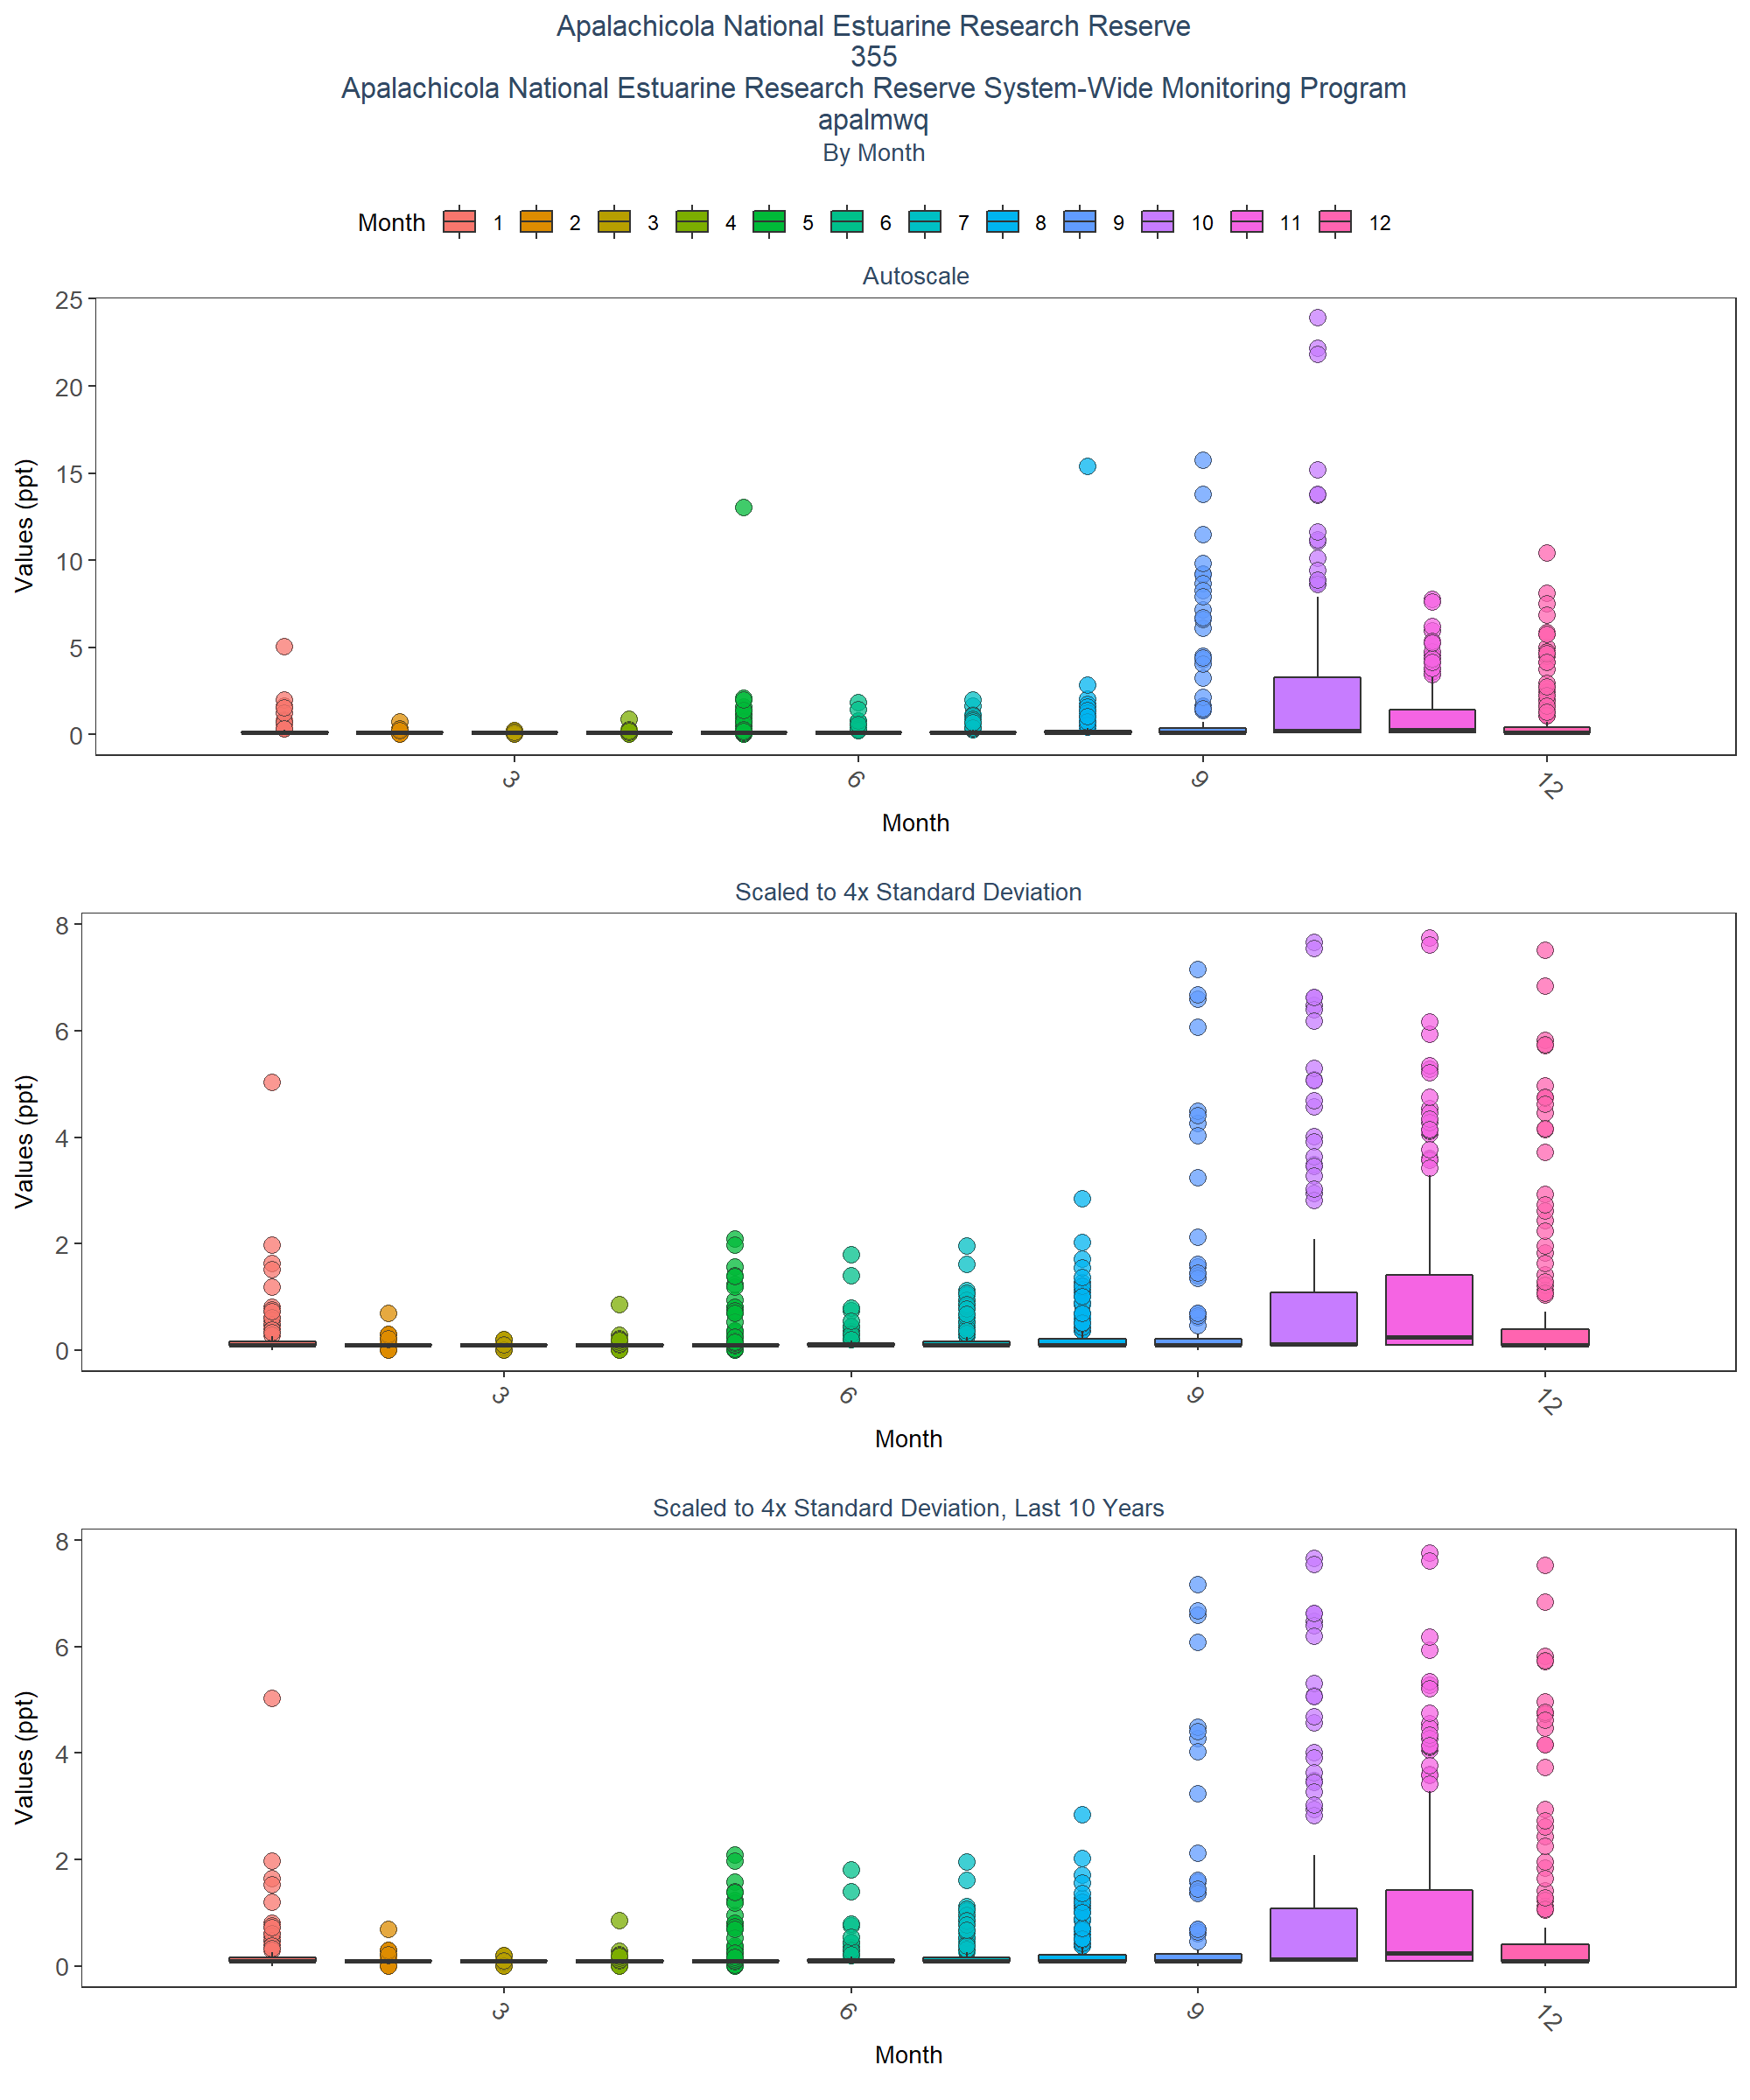 Apalachicola National Estuarine Research Reserve
355
Apalachicola National Estuarine Research Reserve System-Wide Monitoring Program
apalmwq
By Month
Month 1 2 3 4 5 6 7 8 9 10 11 12
Autoscale
25
20
15
10
5
0
Values (ppt)
3 6 9 12
Month
Scaled to 4x Standard Deviation
8
6
4
2
0
Values (ppt)
3 6 9 12
Month
Scaled to 4x Standard Deviation, Last 10 Years
8
6
4
2
0
Values (ppt)
3 6 9 12
Month